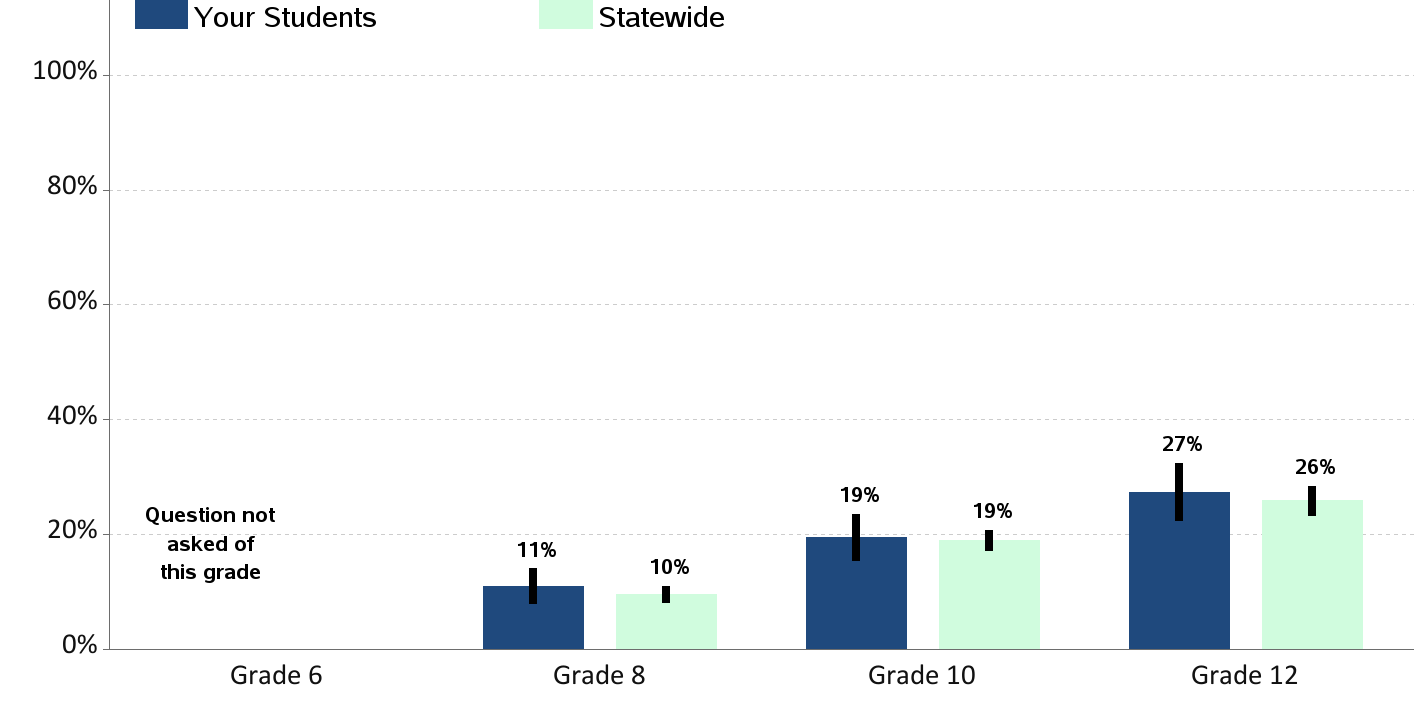 Your Students
Statewide
100%
80%
60%
40%
20%
0%
Question not
asked of
this grade
11%
10%
19%
19%
27%
26%
Grade 6
Grade 8
Grade 10
Grade 12